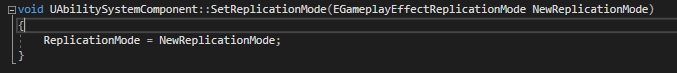 void UAbilitySystemComponent::SetReplicationMode(EGameplayEffectReplicationMode NewReplicationMode)
{
    ReplicationMode = NewReplicationMode;
}